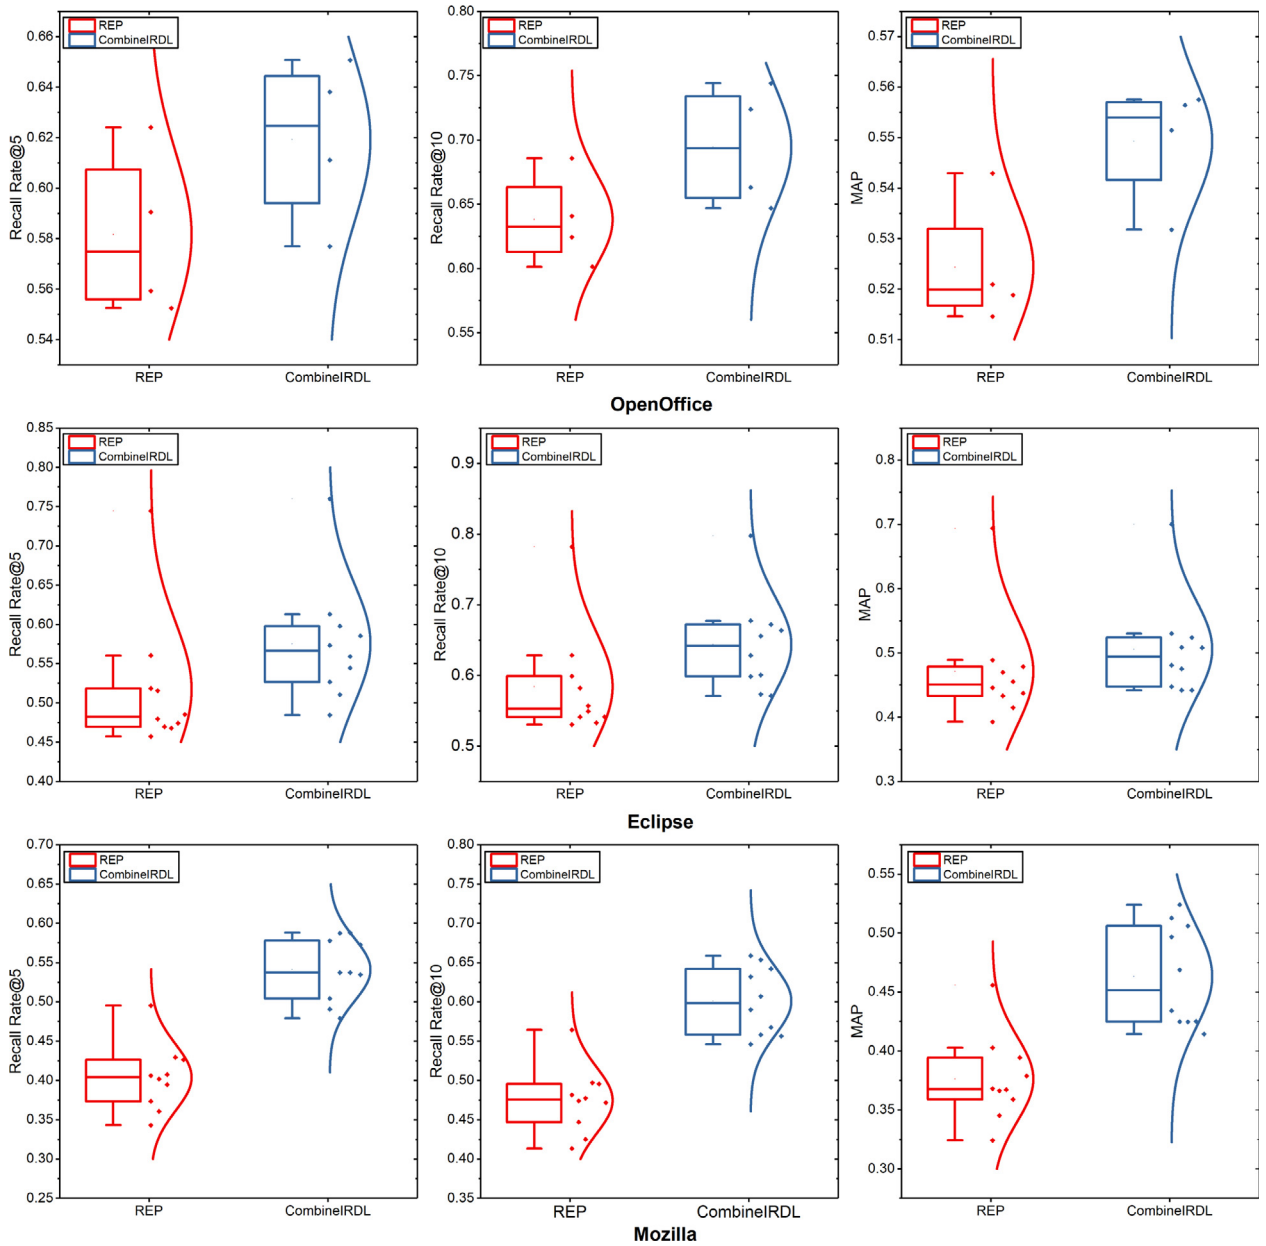 REP
CombineIRDL
Recall Rate@5
0.66
0.64
0.62
0.60
0.58
0.56
0.54
REP CombineIRDL
REP
CombineIRDL
Recall Rate@10
0.80
0.75
0.70
0.65
0.60
0.55
REP CombineIRDL
REP
CombineIRDL
MAP
0.57
0.56
0.55
0.54
0.53
0.52
0.51
REP CombineIRDL
OpenOffice
REP
CombineIRDL
Recall Rate@5
0.85
0.80
0.75
0.70
0.65
0.60
0.55
0.50
0.45
0.40
REP CombineIRDL
REP
CombineIRDL
Recall Rate@10
0.9
0.8
0.7
0.6
0.5
REP CombineIRDL
REP
CombineIRDL
MAP
0.8
0.7
0.6
0.5
0.4
0.3
REP CombineIRDL
Eclipse
REP
CombineIRDL
Recall Rate@5
0.70
0.65
0.60
0.55
0.50
0.45
0.40
0.35
0.30
0.25
REP CombineIRDL
REP
CombineIRDL
Recall Rate@10
0.80
0.75
0.70
0.65
0.60
0.55
0.50
0.45
0.40
0.35
REP CombineIRDL
REP
CombineIRDL
MAP
0.55
0.50
0.45
0.40
0.35
0.30
REP CombineIRDL
Mozilla